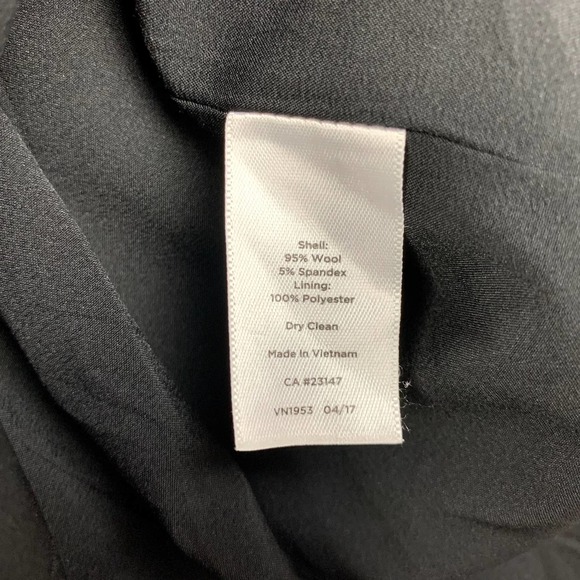 Shell:
95% Wool
5% Spandex
Lining:
100% Polyester
Dry Clean
Made In Vietnam
CA #23147
VN1953 04/17